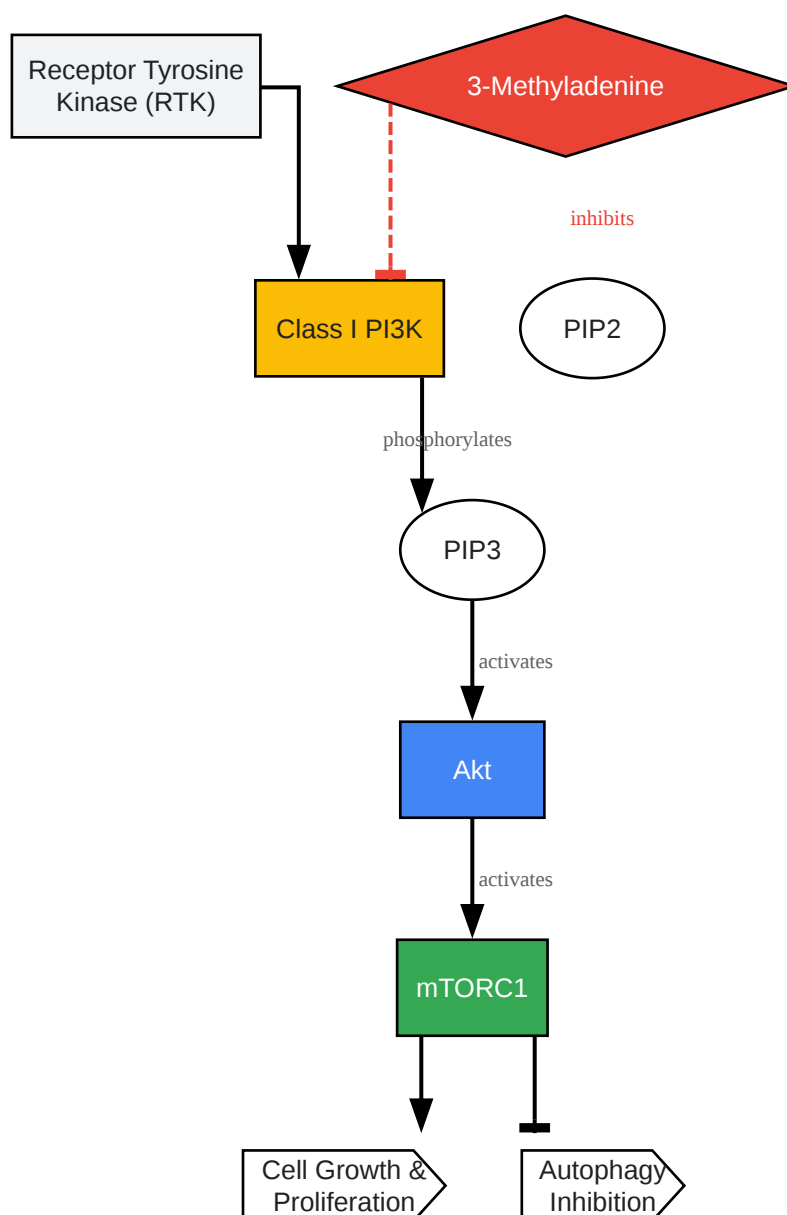 Receptor Tyrosine
Kinase (RTK)
3-Methyladenine
inhibits
Class I PI3K
PIP2
phosphorylates
PIP3
activates
Akt
activates
mTORC1
Cell Growth &
Proliferation
Autophagy
Inhibition